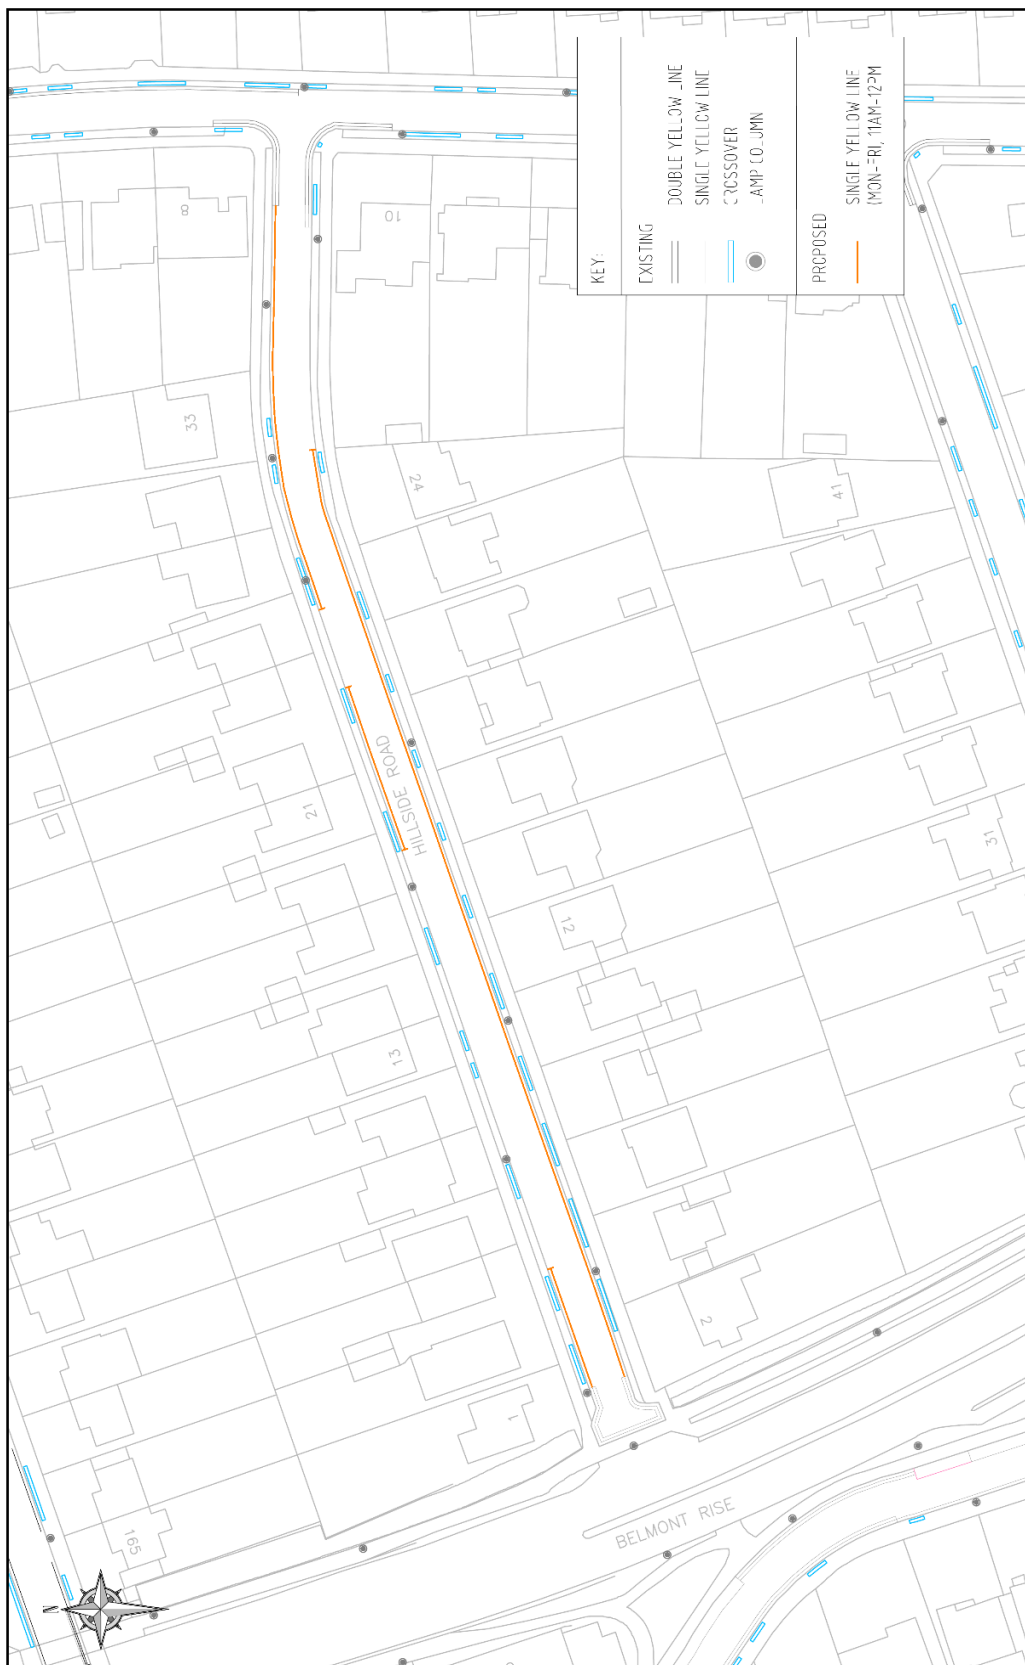 KEY:
EXISTING
DOUBLE YELLOW LINE
SINGLE YELLOW LINE
CROSSOVER
LAMP COLUMN
PROPOSED
SINGLE YELLOW LINE
(MON-FRI, 11AM-12PM
8
10
33
24
41
21
HILLSIDE ROAD
31
12
13
2
1
165
BELMONT RISE
N